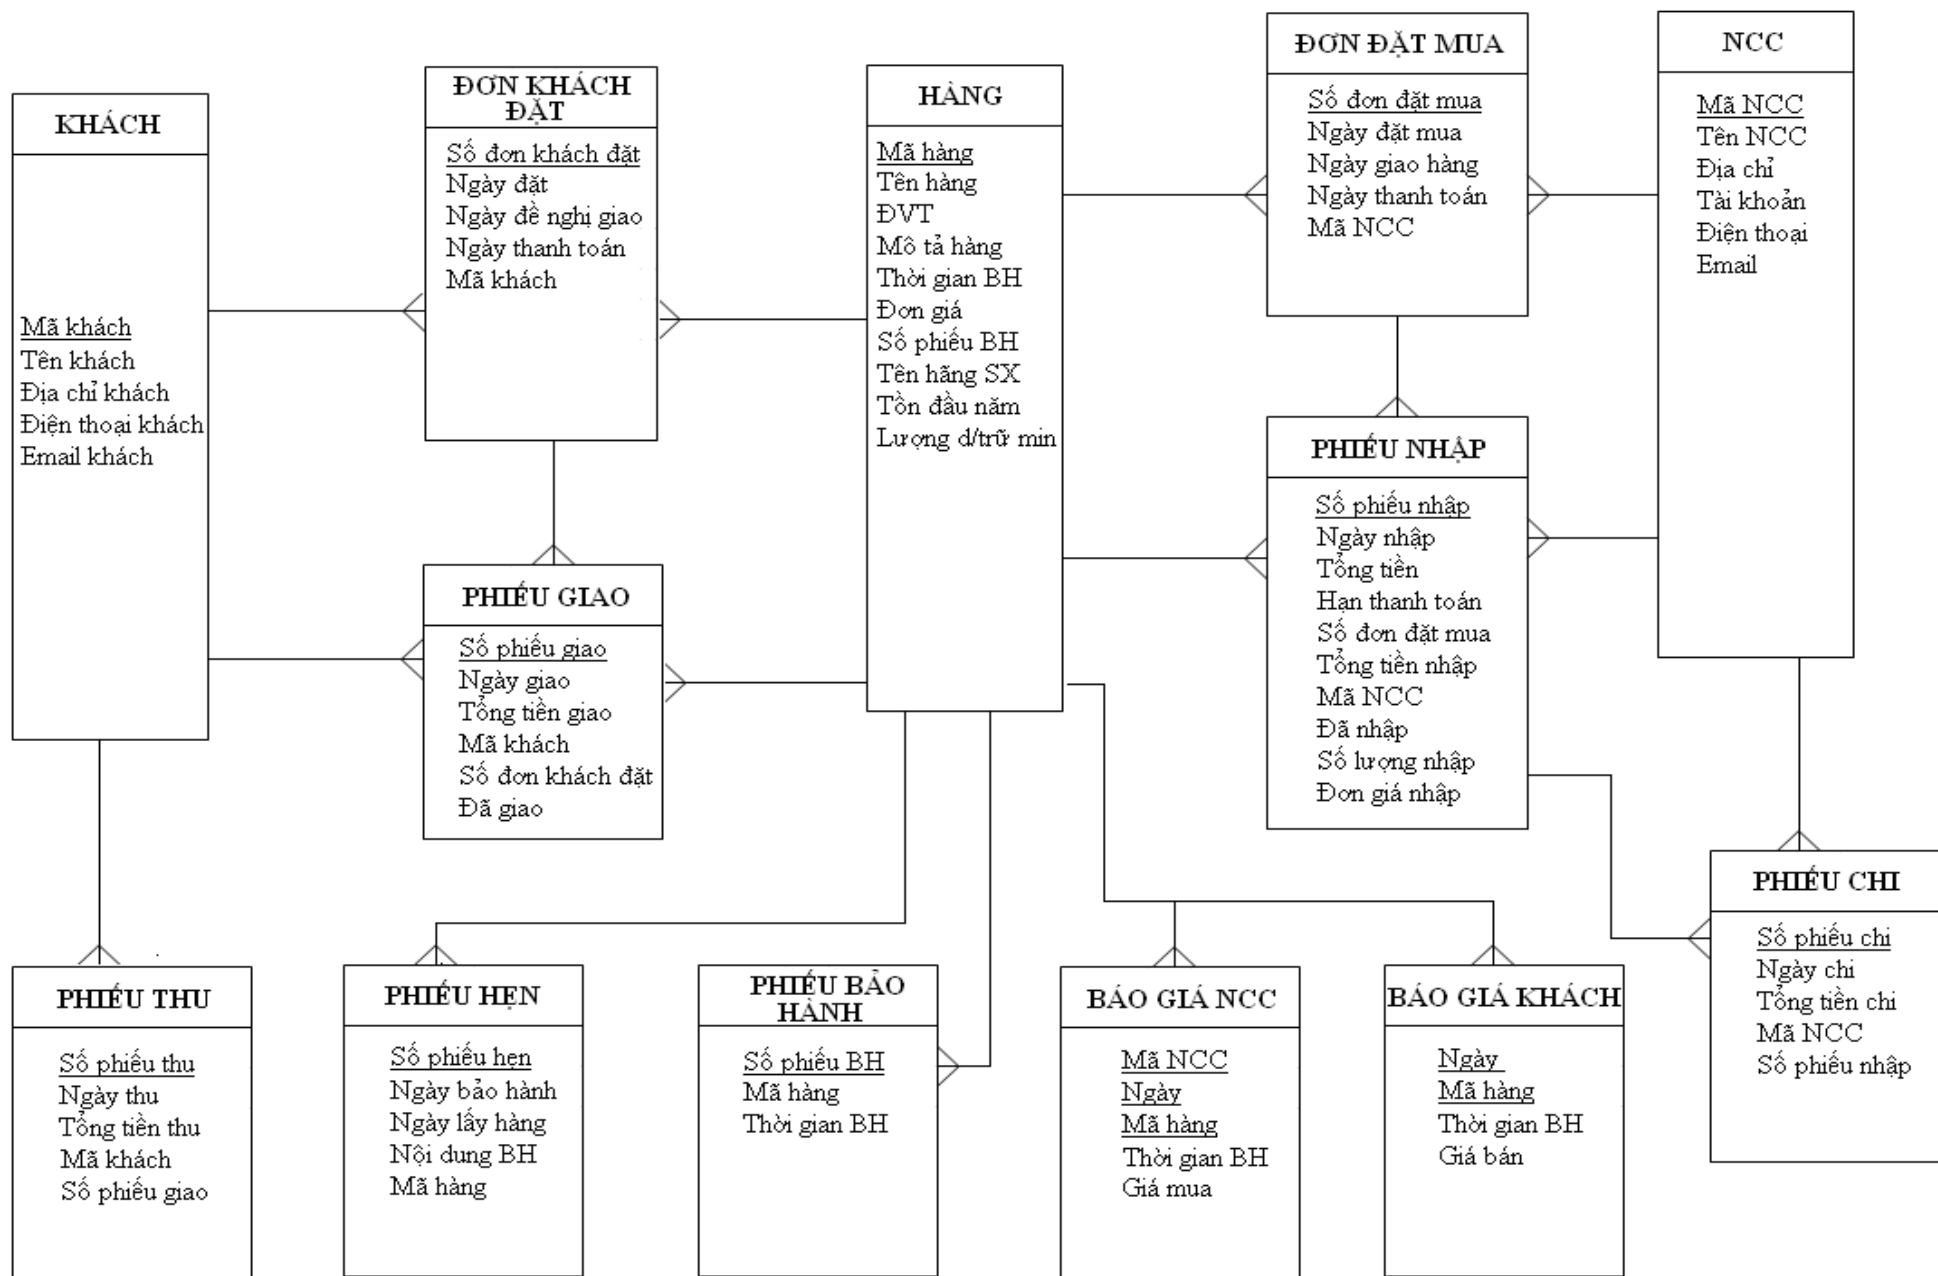 KHÁCH
Mã khách
Tên khách
Địa chỉ khách
Điện thoại khách
Email khách
ĐƠN KHÁCH
ĐẶT
Số đơn khách đặt
Ngày đặt
Ngày đề nghị giao
Ngày thanh toán
Mã khách
HÀNG
Mã hàng
Tên hàng
ĐVT
Mô tả hàng
Thời gian BH
Đơn giá
Số phiếu BH
Tên hãng SX
Tồn đầu năm
Lượng d/trữ min
ĐƠN ĐẶT MUA
Số đơn đặt mua
Ngày đặt mua
Ngày giao hàng
Ngày thanh toán
Mã NCC
NCC
Mã NCC
Tên NCC
Địa chỉ
Tài khoản
Điện thoại
Email
PHIẾU GIAO
Số phiếu giao
Ngày giao
Tổng tiền giao
Mã khách
Số đơn khách đặt
Đã giao
PHIẾU NHẬP
Số phiếu nhập
Ngày nhập
Tổng tiền
Hạn thanh toán
Số đơn đặt mua
Tổng tiền nhập
Mã NCC
Đã nhập
Số lượng nhập
Đơn giá nhập
PHIẾU CHI
Số phiếu chi
Ngày chi
Tổng tiền chi
Mã NCC
Số phiếu nhập
PHIẾU THU
Số phiếu thu
Ngày thu
Tổng tiền thu
Mã khách
Số phiếu giao
PHIẾU HẸN
Số phiếu hẹn
Ngày bảo hành
Ngày lấy hàng
Nội dung BH
Mã hàng
PHIẾU BẢO
HÀNH
Số phiếu BH
Mã hàng
Thời gian BH
BÁO GIÁ NCC
Mã NCC
Ngày
Mã hàng
Thời gian BH
Giá mua
BÁO GIÁ KHÁCH
Ngày
Mã hàng
Thời gian BH
Giá bán